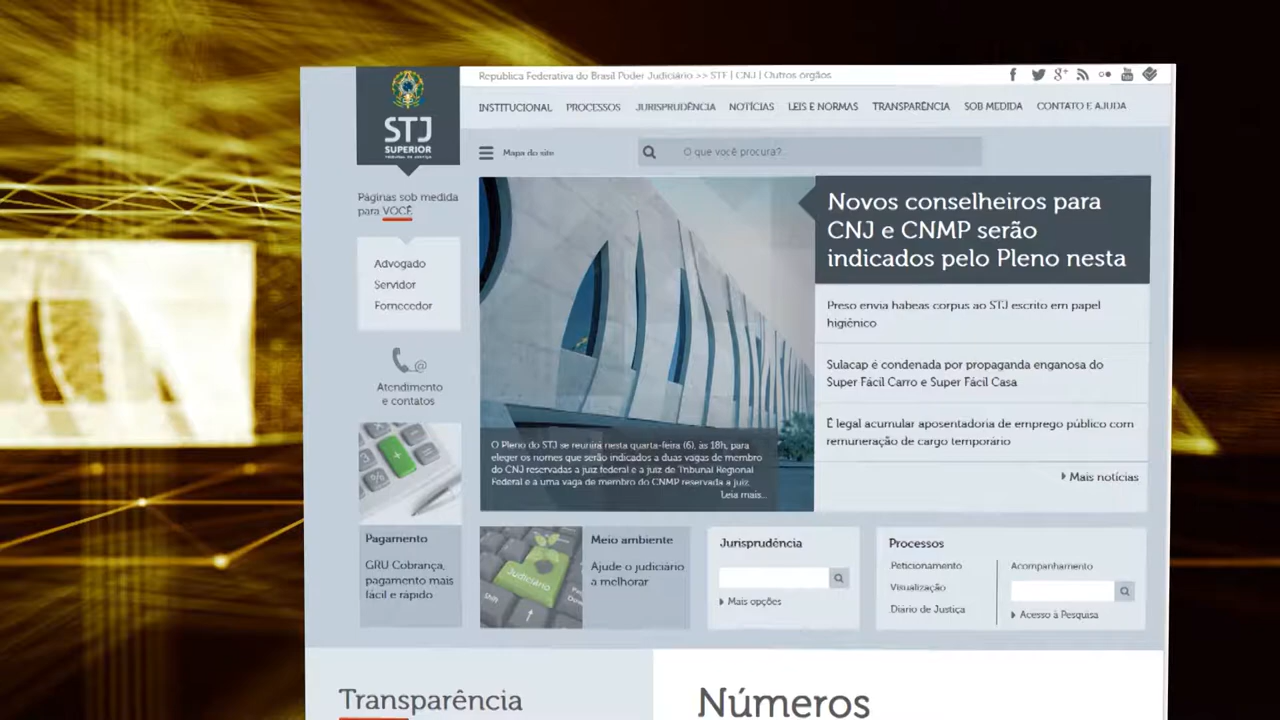 República Federativa do Brasil Poder Judiciário >> STF | CNJ | Outros órgãos
STJ
SUPERIOR
TRIBUNAL DE JUSTIÇA
INSTITUCIONAL PROCESSOS JURISPRUDÊNCIA NOTÍCIAS LEIS E NORMAS TRANSPARÊNCIA SOB MEDIDA CONTATO E AJUDA
Mapa do site
O que você procura?
Páginas sob medida
para VOCÊ
Advogado
Servidor
Fornecedor
Atendimento
e contatos
Novos conselheiros para
CNJ e CNMP serão
indicados pelo Pleno nesta
Preso envia habeas corpus ao STJ escrito em papel
higiênico
Sulacap é condenada por propaganda enganosa do
Super Fácil Carro e Super Fácil Casa
É legal acumular aposentadoria de emprego público com
remuneração de cargo temporário
Mais notícias
O Pleno do STJ se reunirá nesta quarta-feira (6), às 18h, para
eleger os nomes que serão indicados a duas vagas de membro
do CNJ reservadas a juiz federal e a juiz de Tribunal Regional
Federal e a uma vaga de membro do CNMP reservada a juiz.
Leia mais...
Pagamento
GRU Cobrança,
pagamento mais
fácil e rápido
Judiciário
Shift
Meio ambiente
Ajude o judiciário
a melhorar
Jurisprudência
Mais opções
Processos
Peticionamento
Visualização
Diário de Justiça
Acompanhamento
Acesso à Pesquisa
Transparência
Números